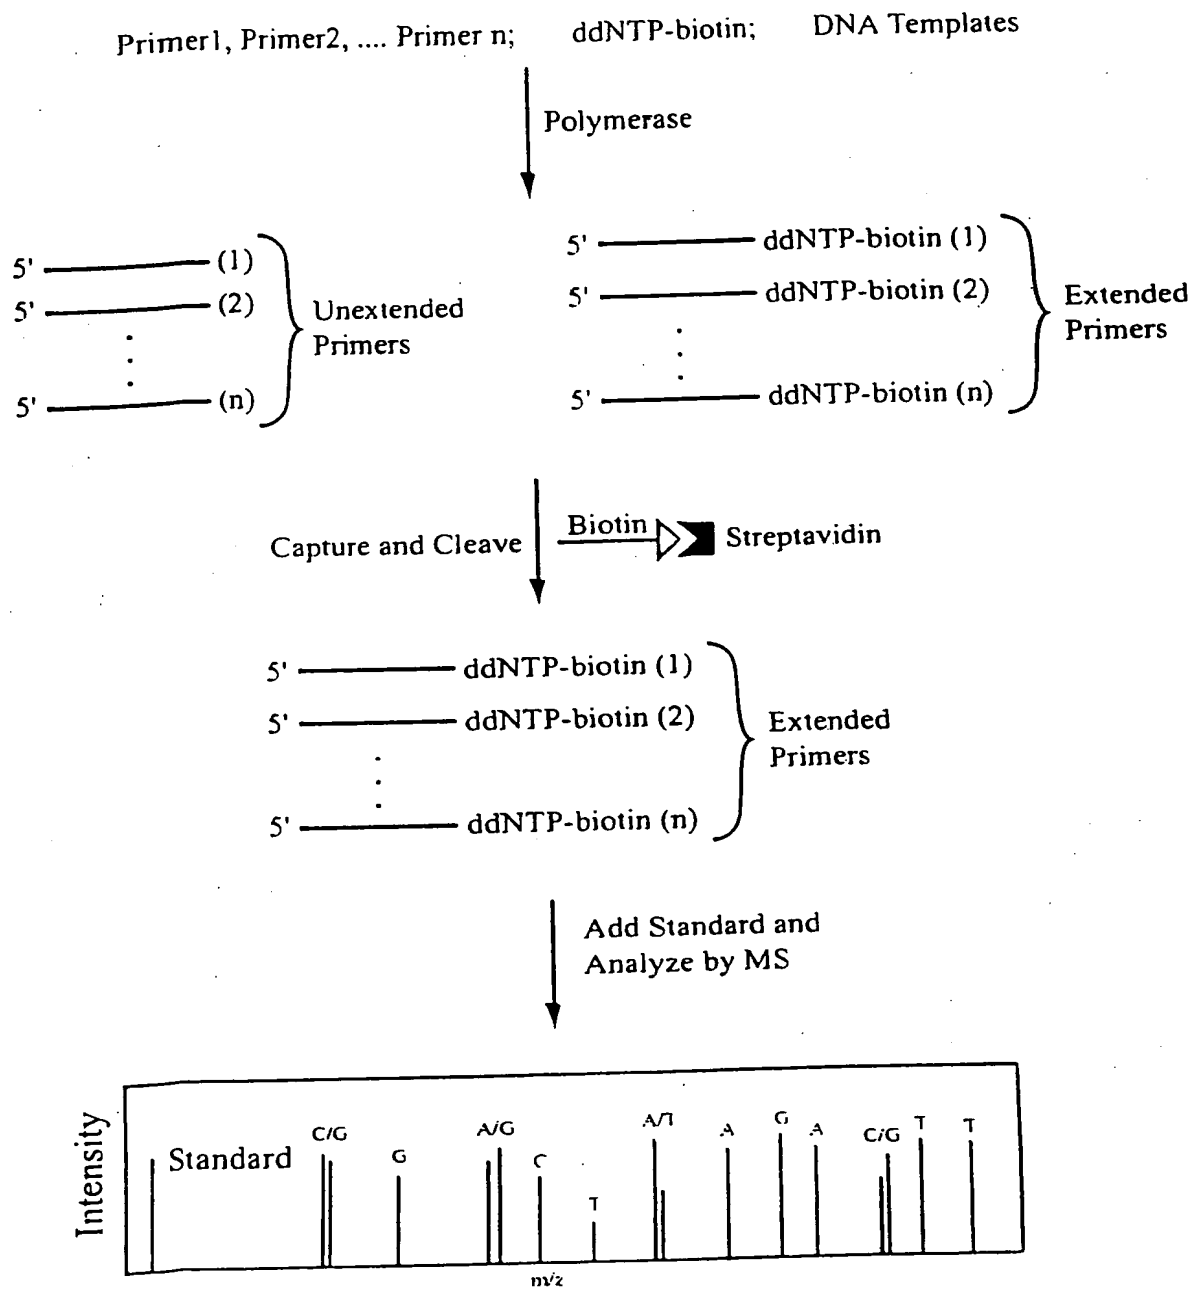 Primer1, Primer2, .... Primer n; ddNTP-biotin; DNA Templates
Polymerase
5' (1)
5' (2)
5' (n)
Unextended
Primers
5' ddNTP-biotin (1)
5' ddNTP-biotin (2)
5' ddNTP-biotin (n)
Extended
Primers
Capture and Cleave
Biotin
Streptavidin
5' ddNTP-biotin (1)
5' ddNTP-biotin (2)
5' ddNTP-biotin (n)
Extended
Primers
Add Standard and
Analyze by MS
Intensity
Standard
C/G G A/G C T A/T A G A C/G T T
m/z